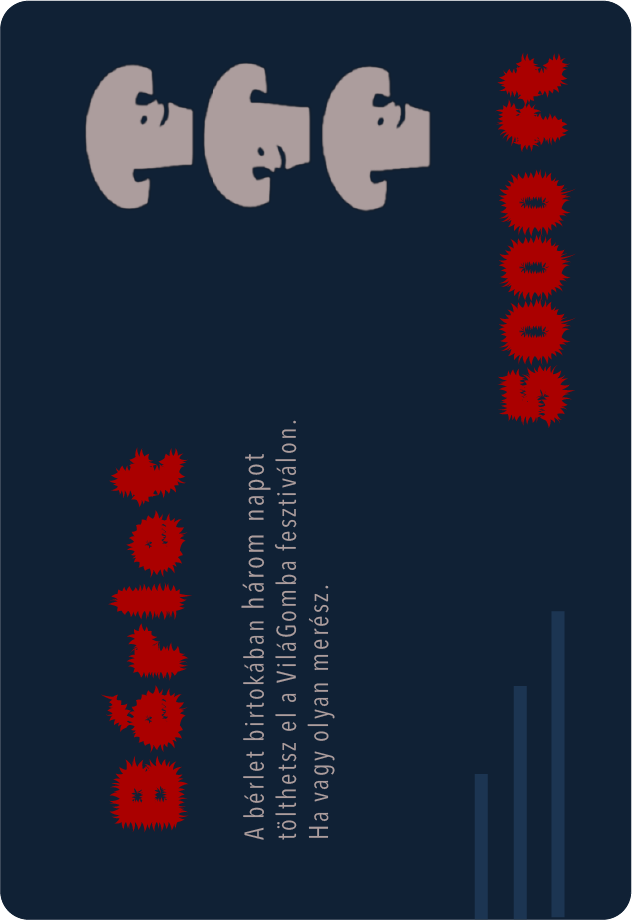 Bérlet
A bérlet birtokában három napot
tölthetsz el a ViláGomba fesztiválon.
Ha vagy olyan merész.
5000 ft